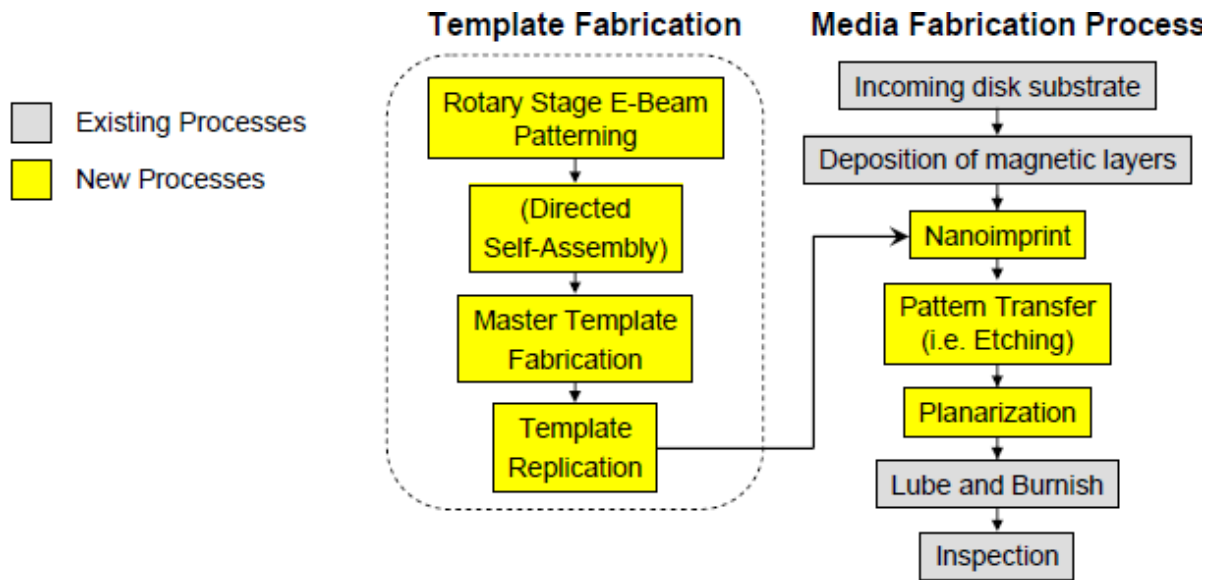 Template Fabrication
Media Fabrication Process
Existing Processes
New Processes
Rotary Stage E-Beam
Patterning
(Directed
Self-Assembly)
Master Template
Fabrication
Template
Replication
Incoming disk substrate
Deposition of magnetic layers
Nanoimprint
Pattern Transfer
(i.e. Etching)
Planarization
Lube and Burnish
Inspection